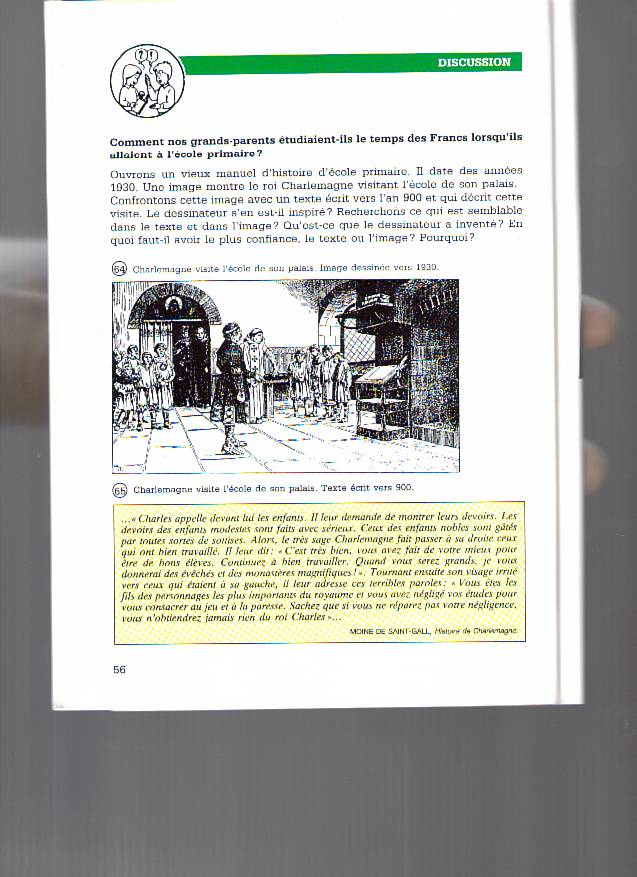 DISCUSSION
Comment nos grands-parents étudiaient-ils le temps des Francs lorsqu'ils
allaient à l'école primaire?
Ouvrons un vieux manuel d'histoire d'école primaire. Il date des années
1930. Une image montre le roi Charlemagne visitant l'école de son palais.
Confrontons cette image avec un texte écrit vers l'an 900 et qui décrit cette
visite. Le dessinateur s'en est-il inspiré? Recherchons ce qui est semblable
dans le texte et dans l'image? Qu'est-ce que le dessinateur a inventé? En
quoi faut-il avoir le plus confiance, le texte ou l'image? Pourquoi?
64 Charlemagne visite l'école de son palais. Image dessinée vers 1930.
65 Charlemagne visite l'école de son palais. Texte écrit vers 900.
...« Charles appelle devant lui les enfants. Il leur demande de montrer leurs devoirs. Les
devoirs des enfants modestes sont faits avec sérieux. Ceux des enfants nobles sont gâtés
par toutes sortes de sottises. Alors, le très sage Charlemagne fait passer à sa droite ceux
qui ont bien travaillé. Il leur dit : « C'est très bien, vous avez fait de votre mieux pour
être de bons élèves. Continuez à bien travailler. Quand vous serez grands, je vous
donnerai des évêchés et des monastères magnifiques! ». Tournant ensuite son visage irrité
vers ceux qui étaient à sa gauche, il leur adresse ces terribles paroles : « Vous êtes les
fils des personnages les plus importants du royaume et vous avez négligé vos études pour
vous consacrer au jeu et à la paresse. Sachez que si vous ne réparez pas votre négligence,
vous n'obtiendrez jamais rien du roi Charles »...
MOINE DE SAINT-GALL, Histoire de Charlemagne.
56